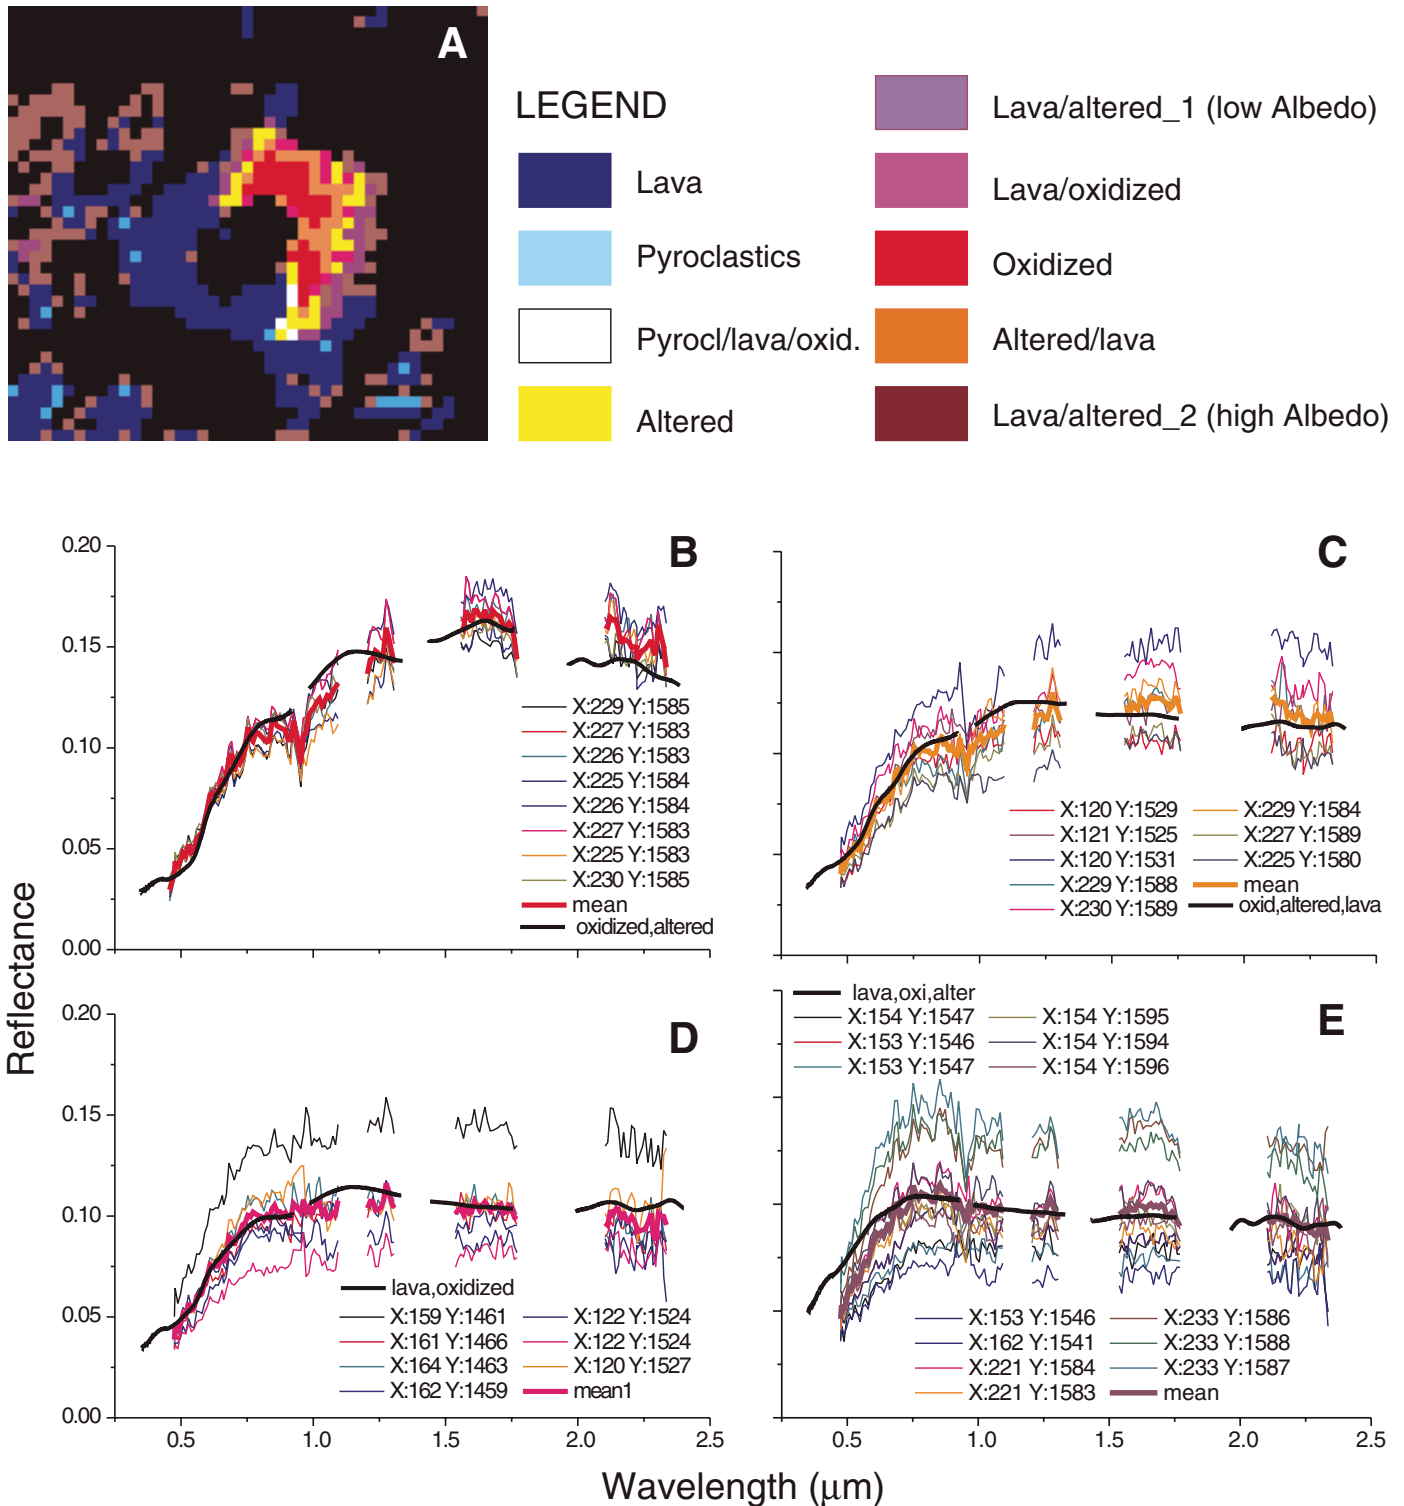 A
LEGEND
Lava
Pyroclastics
Pyrocl/lava/oxid.
Altered
Lava/altered_1 (low Albedo)
Lava/oxidized
Oxidized
Altered/lava
Lava/altered_2 (high Albedo)
Reflectance
B
0.20
0.15
0.10
0.05
0.00
X:229 Y:1585
X:227 Y:1583
X:226 Y:1583
X:225 Y:1584
X:226 Y:1584
X:227 Y:1583
X:225 Y:1583
X:230 Y:1585
mean
oxidized,altered
C
X:120 Y:1529
X:121 Y:1525
X:120 Y:1531
X:229 Y:1588
X:230 Y:1589
X:229 Y:1584
X:227 Y:1589
X:225 Y:1580
mean
oxid,altered,lava
D
0.20
0.15
0.10
0.05
0.00
lava,oxidized
X:159 Y:1461
X:161 Y:1466
X:164 Y:1463
X:162 Y:1459
X:122 Y:1524
X:122 Y:1524
X:120 Y:1527
mean1
0.5
1.0
1.5
2.0
2.5
E
lava,oxi,alter
X:154 Y:1547
X:153 Y:1546
X:153 Y:1547
X:154 Y:1595
X:154 Y:1594
X:154 Y:1596
X:153 Y:1546
X:162 Y:1541
X:221 Y:1584
X:221 Y:1583
X:233 Y:1586
X:233 Y:1588
X:233 Y:1587
mean
0.5
1.0
1.5
2.0
2.5
Wavelength (μm)